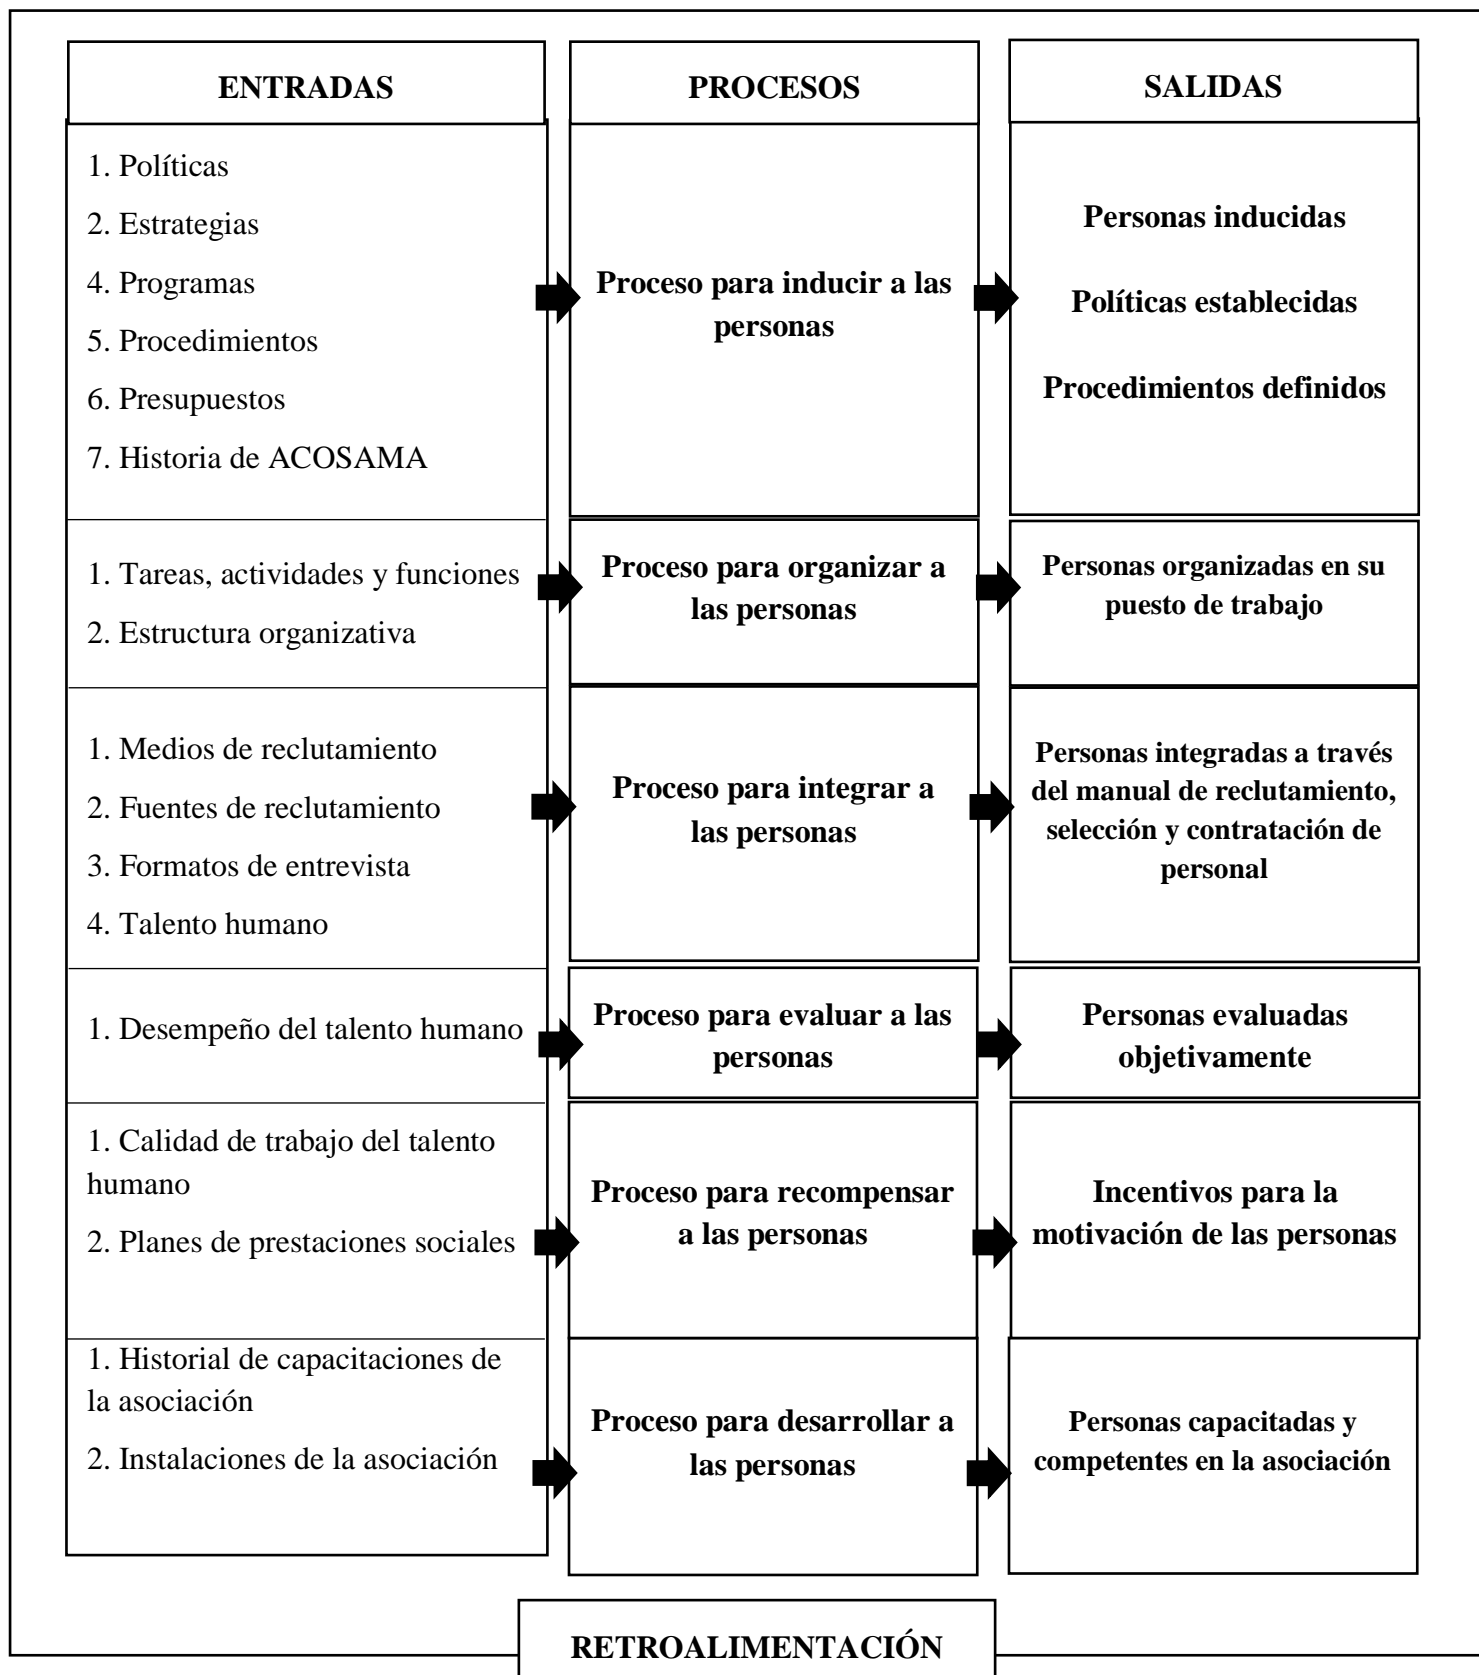 ENTRADAS
PROCESOS
SALIDAS
1. Políticas
2. Estrategias
4. Programas
5. Procedimientos
6. Presupuestos
7. Historia de ACOSAMA
Proceso para inducir a las
personas
Personas inducidas
Políticas establecidas
Procedimientos definidos
1. Tareas, actividades y funciones
2. Estructura organizativa
Proceso para organizar a
las personas
Personas organizadas en su
puesto de trabajo
1. Medios de reclutamiento
2. Fuentes de reclutamiento
3. Formatos de entrevista
4. Talento humano
Proceso para integrar a
las personas
Personas integradas a través
del manual de reclutamiento,
selección y contratación de
personal
1. Desempeño del talento humano
Proceso para evaluar a las
personas
Personas evaluadas
objetivamente
1. Calidad de trabajo del talento
humano
2. Planes de prestaciones sociales
Proceso para recompensar
a las personas
Incentivos para la
motivación de las personas
1. Historial de capacitaciones de
la asociación
2. Instalaciones de la asociación
Proceso para desarrollar a
las personas
Personas capacitadas y
competentes en la asociación
RETROALIMENTACIÓN